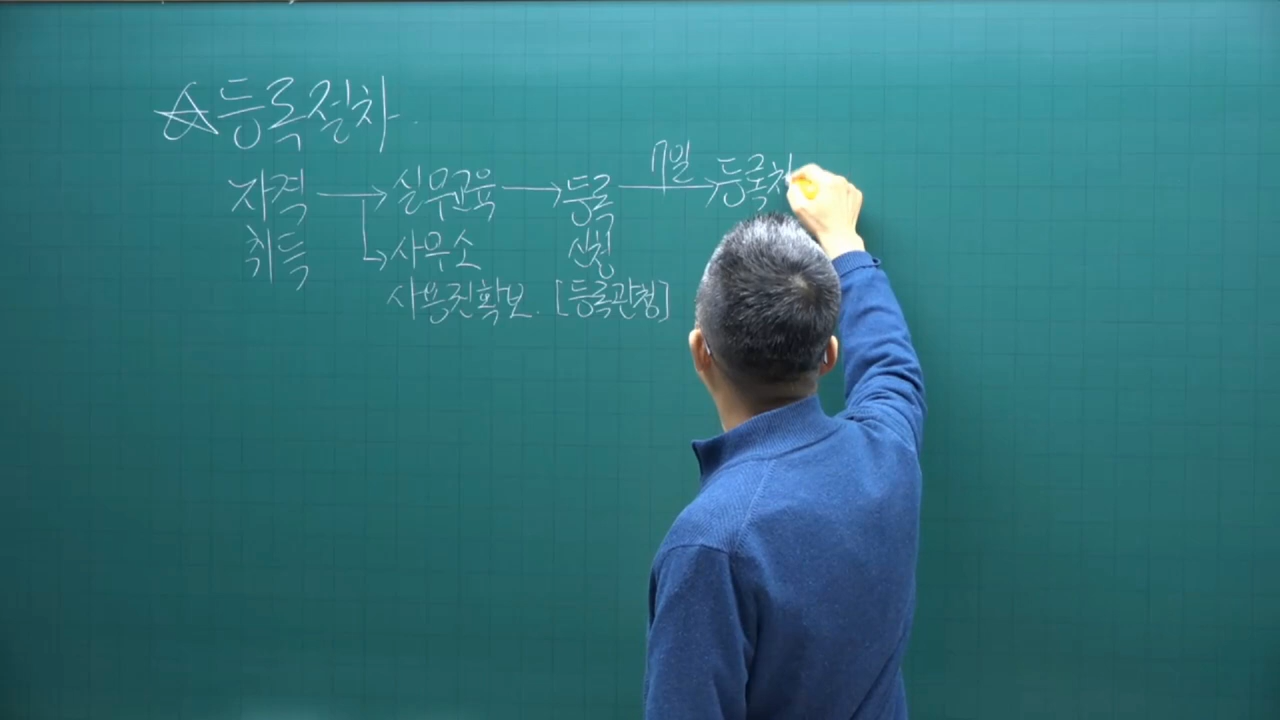 ☆등록절차.
자격 → 실무교육 → 등록 7일 → 등록처
취득 → 사무소 신청
사용권확보. [등록관청]